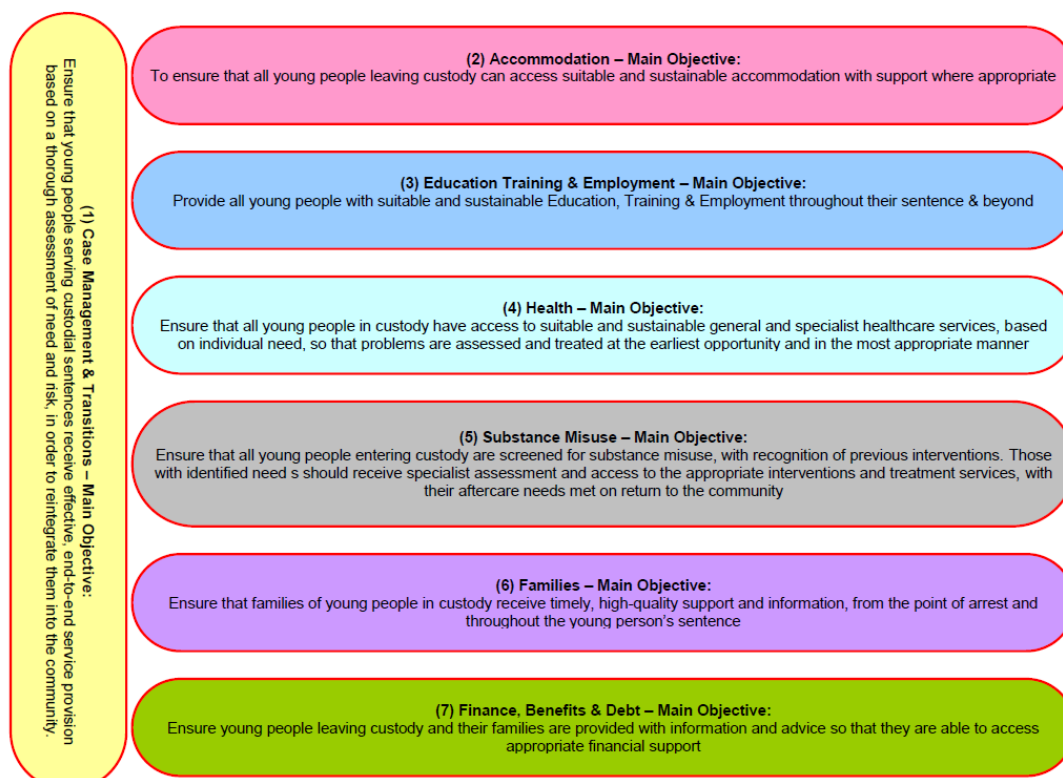 (1) Case Management & Transitions – Main Objective:
Ensure that young people serving custodial sentences receive effective, end-to-end service provision
based on a thorough assessment of need and risk, in order to reintegrate them into the community.
(2) Accommodation – Main Objective:
To ensure that all young people leaving custody can access suitable and sustainable accommodation with support where appropriate
(3) Education Training & Employment – Main Objective:
Provide all young people with suitable and sustainable Education, Training & Employment throughout their sentence & beyond
(4) Health – Main Objective:
Ensure that all young people in custody have access to suitable and sustainable general and specialist healthcare services, based
on individual need, so that problems are assessed and treated at the earliest opportunity and in the most appropriate manner
(5) Substance Misuse – Main Objective:
Ensure that all young people entering custody are screened for substance misuse, with recognition of previous interventions. Those
with identified need s should receive specialist assessment and access to the appropriate interventions and treatment services, with
their aftercare needs met on return to the community
(6) Families – Main Objective:
Ensure that families of young people in custody receive timely, high-quality support and information, from the point of arrest and
throughout the young person's sentence
(7) Finance, Benefits & Debt – Main Objective:
Ensure young people leaving custody and their families are provided with information and advice so that they are able to access
appropriate financial support